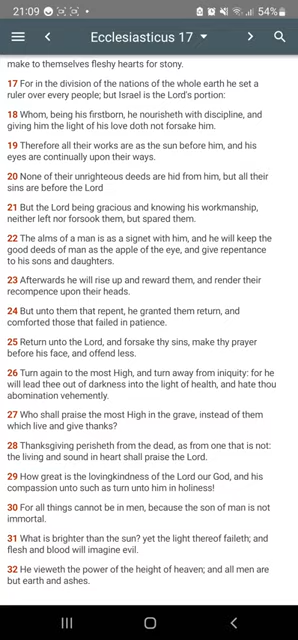 21:09
54%
Ecclesiasticus 17
make to themselves fleshy hearts for stony.
17 For in the division of the nations of the whole earth he set a
ruler over every people; but Israel is the Lord's portion:
18 Whom, being his firstborn, he nourisheth with discipline, and
giving him the light of his love doth not forsake him.
19 Therefore all their works are as the sun before him, and his
eyes are continually upon their ways.
20 None of their unrighteous deeds are hid from him, but all their
sins are before the Lord
21 But the Lord being gracious and knowing his workmanship,
neither left nor forsook them, but spared them.
22 The alms of a man is as a signet with him, and he will keep the
good deeds of man as the apple of the eye, and give repentance
to his sons and daughters.
23 Afterwards he will rise up and reward them, and render their
recompence upon their heads.
24 But unto them that repent, he granted them return, and
comforted those that failed in patience.
25 Return unto the Lord, and forsake thy sins, make thy prayer
before his face, and offend less.
26 Turn again to the most High, and turn away from iniquity: for he
will lead thee out of darkness into the light of health, and hate thou
abomination vehemently.
27 Who shall praise the most High in the grave, instead of them
which live and give thanks?
28 Thanksgiving perisheth from the dead, as from one that is not:
the living and sound in heart shall praise the Lord.
29 How great is the lovingkindness of the Lord our God, and his
compassion unto such as turn unto him in holiness!
30 For all things cannot be in men, because the son of man is not
immortal.
31 What is brighter than the sun? yet the light thereof faileth; and
flesh and blood will imagine evil.
32 He vieweth the power of the height of heaven; and all men are
but earth and ashes.